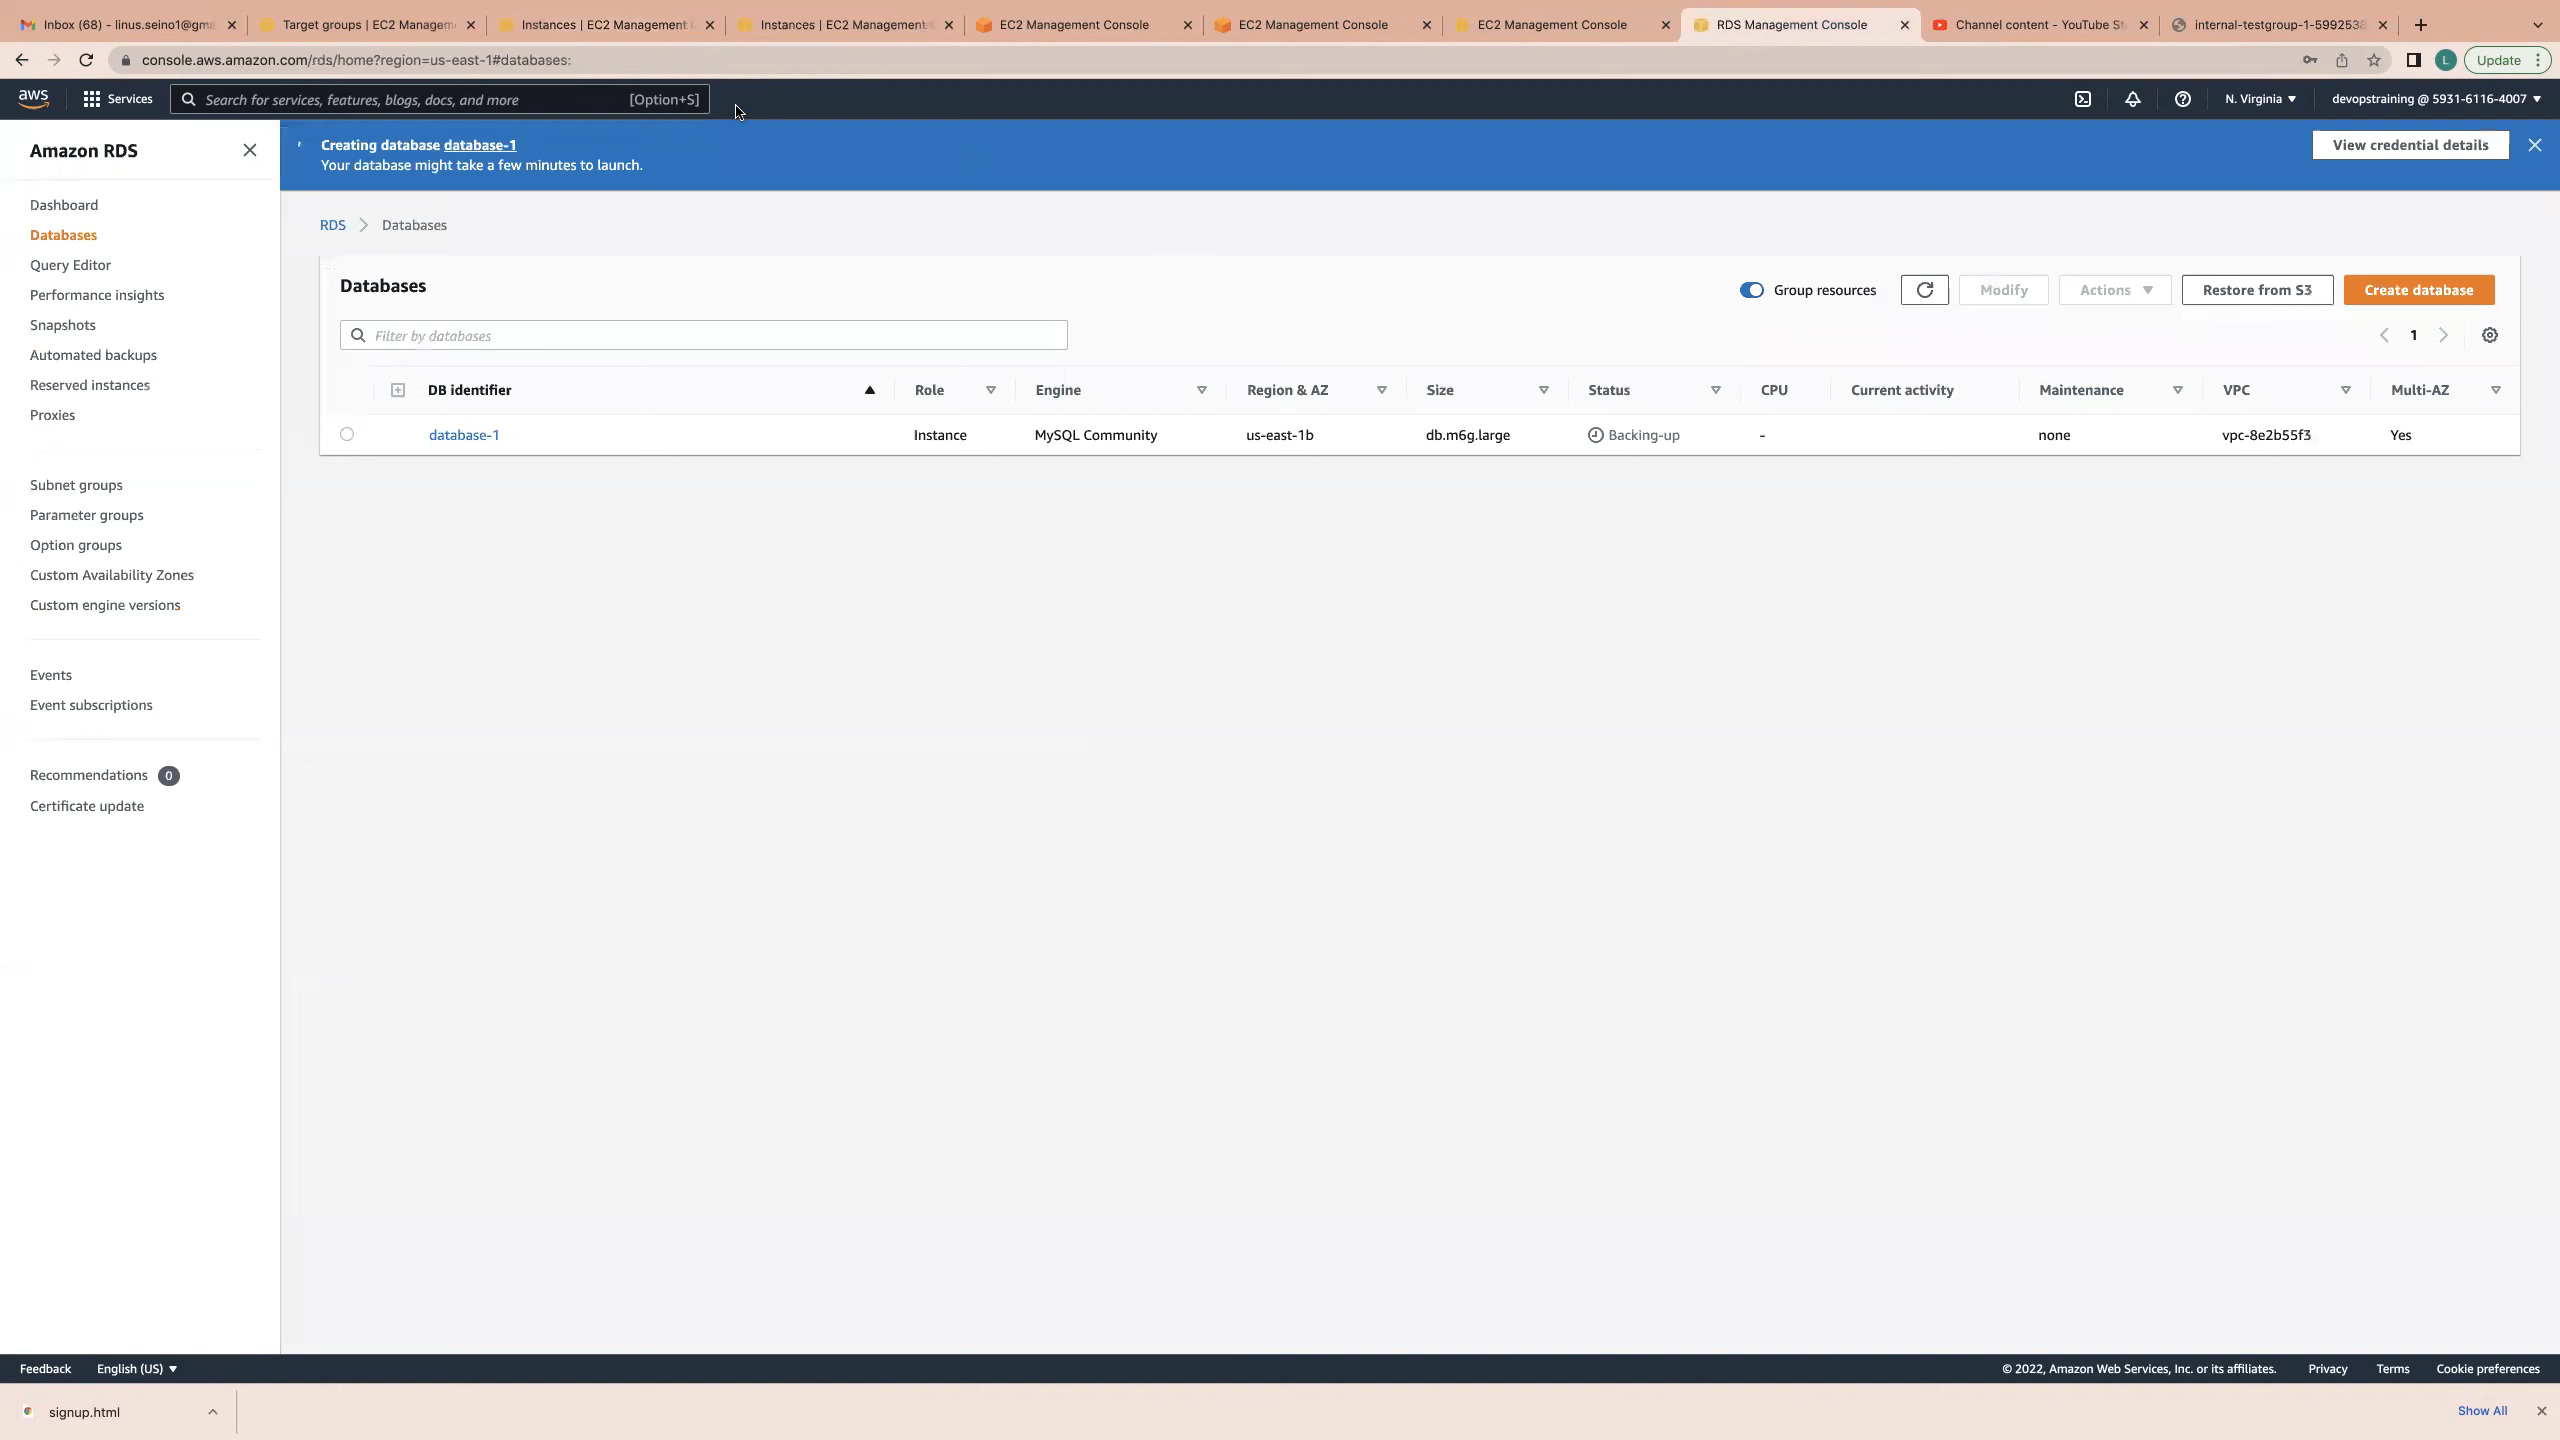 Inbox (68) - linus.seino1@gma
Target groups | EC2 Managem
Instances | EC2 Management
Instances | EC2 Management
EC2 Management Console
EC2 Management Console
EC2 Management Console
RDS Management Console
Channel content - YouTube St
internal-testgroup-1-5992538
console.aws.amazon.com/rds/home?region=us-east-1#databases:
L
Update
aws
Services
Search for services, features, blogs, docs, and more
[Option+S]
N. Virginia
devopstraining @ 5931-6116-4007
Amazon RDS
Dashboard
Databases
Query Editor
Performance insights
Snapshots
Automated backups
Reserved instances
Proxies
Subnet groups
Parameter groups
Option groups
Custom Availability Zones
Custom engine versions
Events
Event subscriptions
Recommendations 0
Certificate update
Creating database database-1
Your database might take a few minutes to launch.
View credential details
RDS > Databases
Databases
Group resources
Modify
Actions
Restore from S3
Create database
Filter by databases
1
DB identifier Role Engine Region & AZ Size Status CPU Current activity Maintenance VPC Multi-AZ
database-1 Instance MySQL Community us-east-1b db.m6g.large Backing-up - none vpc-8e2b55f3 Yes
Feedback English (US)
© 2022, Amazon Web Services, Inc. or its affiliates. Privacy Terms Cookie preferences
signup.html
Show All